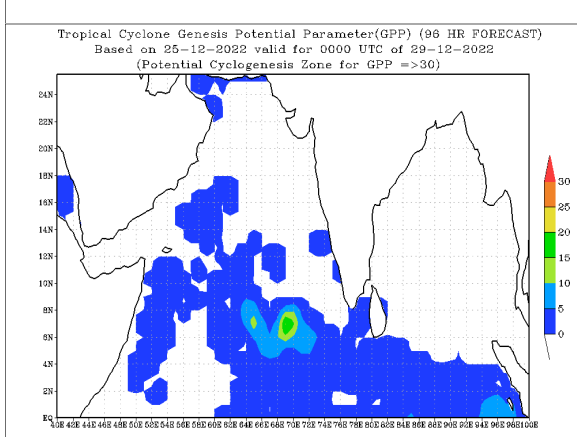 Tropical Cyclone Genesis Potential Parameter(GPP) (96 HR FORECAST)
Based on 25-12-2022 valid for 0000 UTC of 29-12-2022
(Potential Cyclogenesis Zone for GPP =>30)
24N
22N
20N
18N
16N
14N
12N
10N
8N
6N
4N
2N
EQ
40E 42E 44E 46E 48E 50E 52E 54E 56E 58E 60E 62E 64E 66E 68E 70E 72E 74E 76E 78E 80E 82E 84E 86E 88E 90E 92E 94E 96E 98E 100E
30
25
20
15
10
5
0